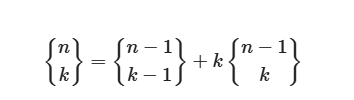 {n k} = {n − 1 k − 1} + k {n − 1 k}